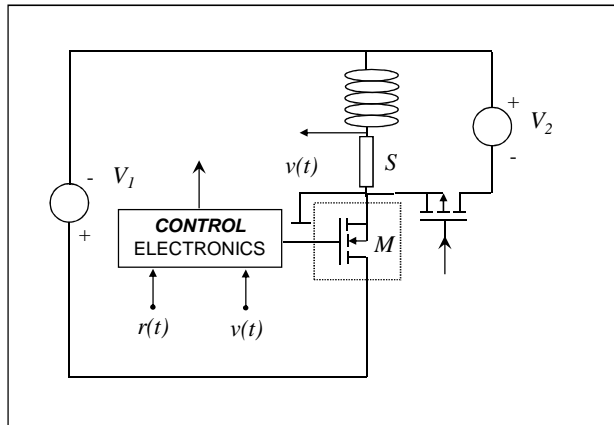 +
V₂
-
v(t)
S
-
V₁
+
CONTROL
ELECTRONICS
M
r(t)
v(t)